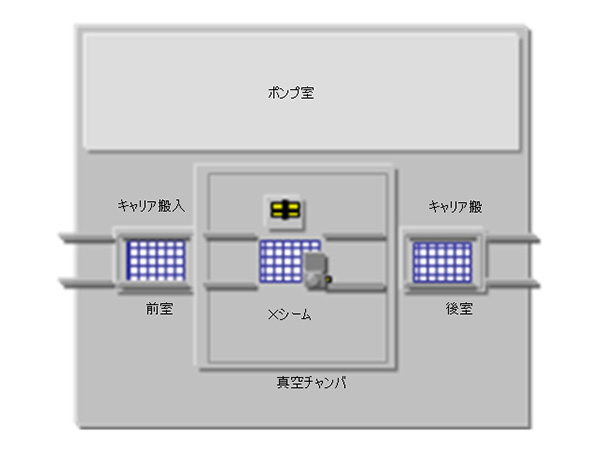 ポンプ室
キャリア搬入
キャリア搬
前室
×シーム
後室
真空チャンバ